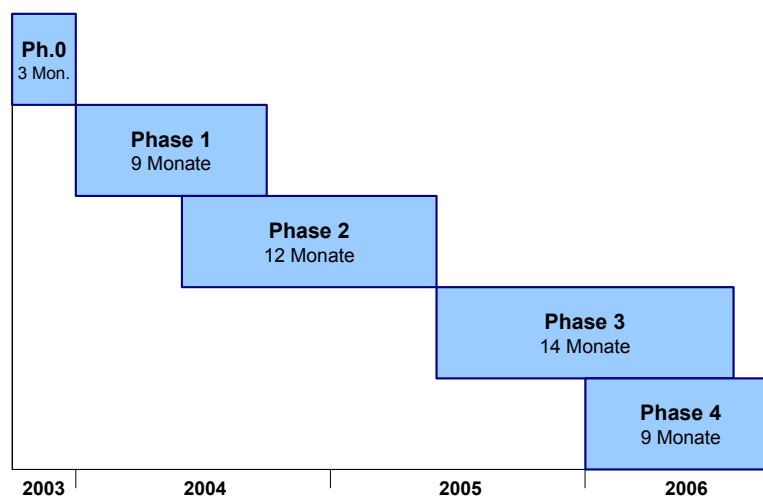 Ph.0
3 Mon.
Phase 1
9 Monate
Phase 2
12 Monate
Phase 3
14 Monate
Phase 4
9 Monate
2003 2004 2005 2006